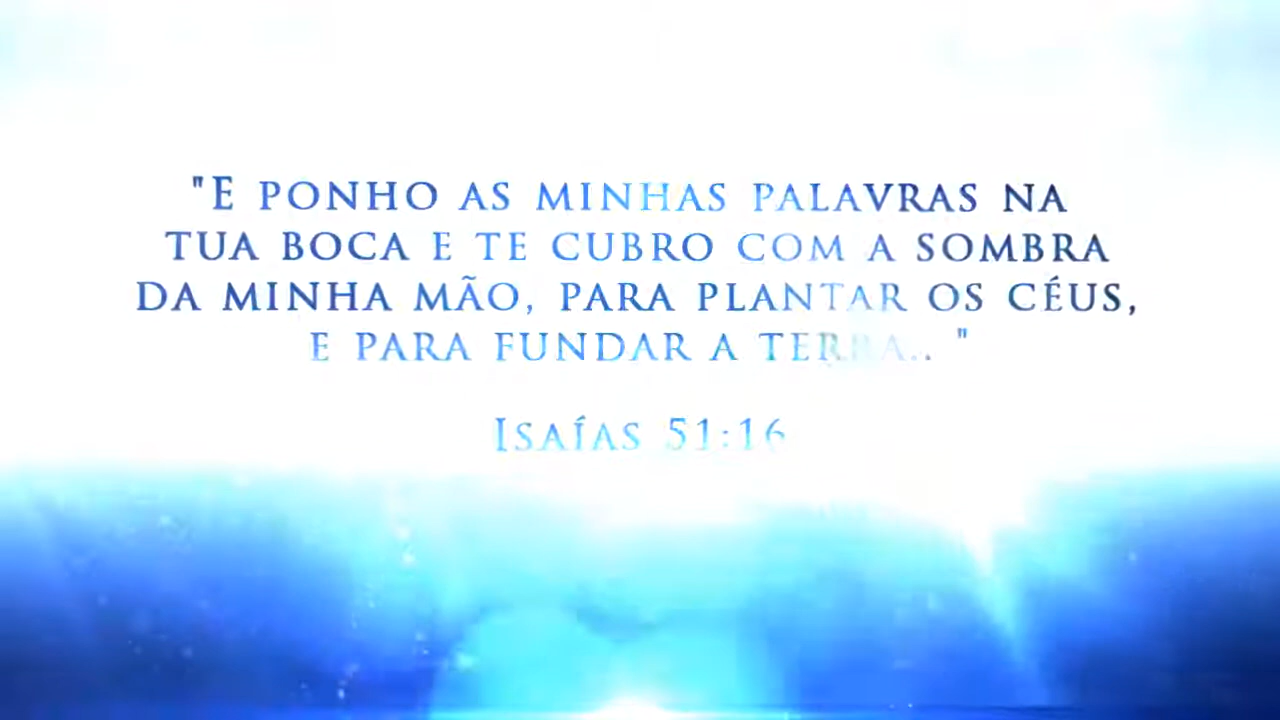 "E PONHO AS MINHAS PALAVRAS NA
TUA BOCA E TE CUBRO COM A SOMBRA
DA MINHA MÃO, PARA PLANTAR OS CÉUS,
E PARA FUNDAR A TERRA.. "
ISAÍAS 51:16